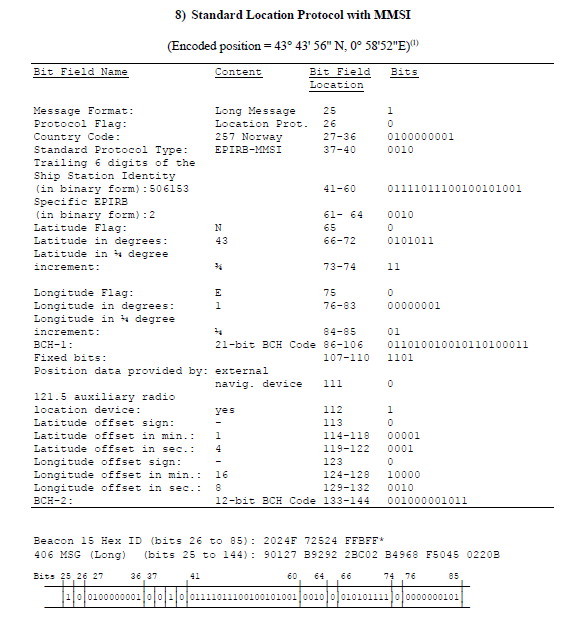 8) Standard Location Protocol with MMSI
(Encoded position = 43° 43' 56" N, 0° 58'52"E)(1)
Bit Field Name Content Bit Field Bits
Location
Message Format: Long Message 25 1
Protocol Flag: Location Prot. 26 0
Country Code: 257 Norway 27-36 0100000001
Standard Protocol Type: EPIRB-MMSI 37-40 0010
Trailing 6 digits of the
Ship Station Identity
(in binary form):506153 41-60 01111011100100101001
Specific EPIRB
(in binary form):2 61- 64 0010
Latitude Flag: N 65 0
Latitude in degrees: 43 66-72 0101011
Latitude in ¼ degree
increment: ¾ 73-74 11
Longitude Flag: E 75 0
Longitude in degrees: 1 76-83 00000001
Longitude in ¼ degree
increment: ¼ 84-85 01
BCH-1: 21-bit BCH Code 86-106 011010010010110100011
Fixed bits: 107-110 1101
Position data provided by: external
navig. device 111 0
121.5 auxiliary radio
location device: yes 112 1
Latitude offset sign: - 113 0
Latitude offset in min.: 1 114-118 00001
Latitude offset in sec.: 4 119-122 0001
Longitude offset sign: - 123 0
Longitude offset in min.: 16 124-128 10000
Longitude offset in sec.: 8 129-132 0010
BCH-2: 12-bit BCH Code 133-144 001000001011
Beacon 15 Hex ID (bits 26 to 85): 2024F 72524 FFBFF*
406 MSG (Long) (bits 25 to 144): 90127 B9292 2BC02 B4968 F5045 0220B
Bits 25 26 27 36 37 41 60 64 66 74 76 85
1 0 0100000001 0 0 1 0 01111011100100101001 0010 0 010101111 0 0000000101